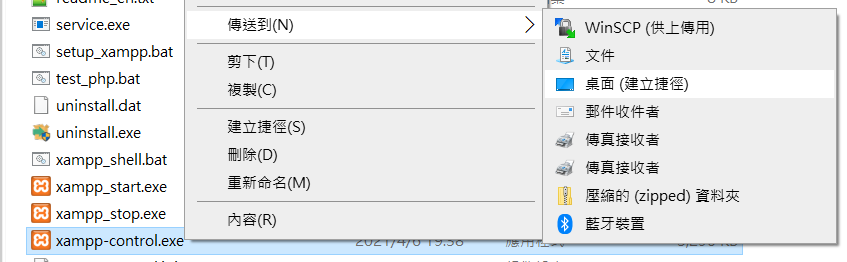 readme_en.txt
service.exe
setup_xampp.bat
test_php.bat
uninstall.dat
uninstall.exe
xampp_shell.bat
xampp_start.exe
xampp_stop.exe
xampp-control.exe
傳送到(N)
剪下(T)
複製(C)
建立捷徑(S)
刪除(D)
重新命名(M)
內容(R)
WinSCP (供上傳用)
文件
桌面 (建立捷徑)
郵件收件者
傳真接收者
傳真接收者
壓縮的 (zipped) 資料夾
藍牙裝置